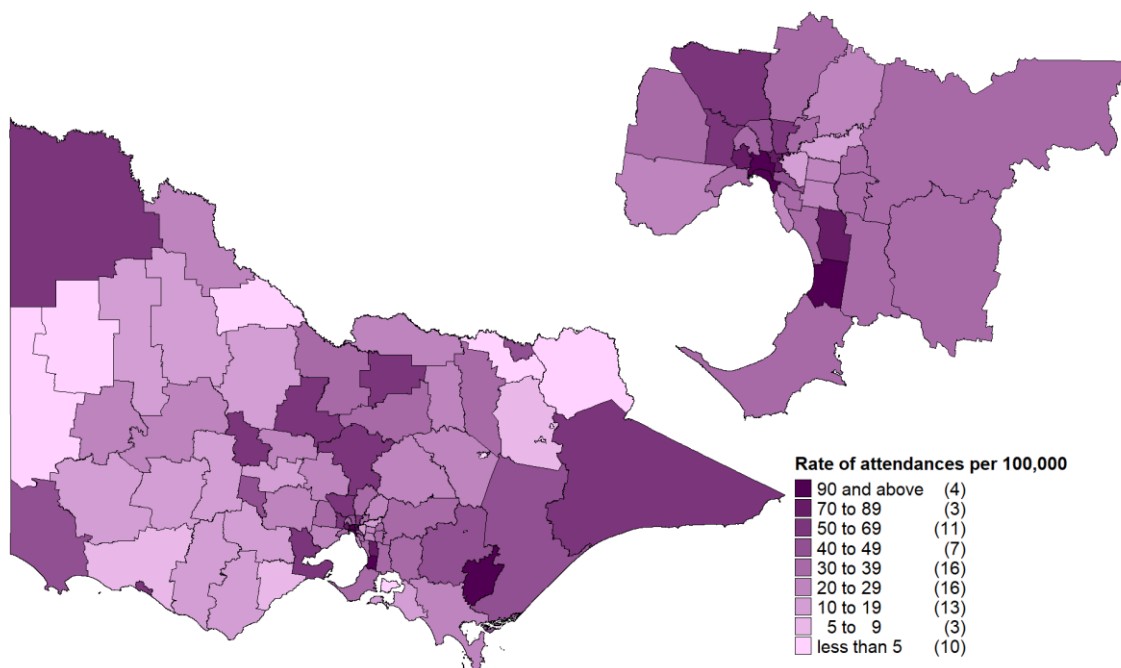 Rate of attendances per 100,000
90 and above (4)
70 to 89 (3)
50 to 69 (11)
40 to 49 (7)
30 to 39 (16)
20 to 29 (16)
10 to 19 (13)
5 to 9 (3)
less than 5 (10)